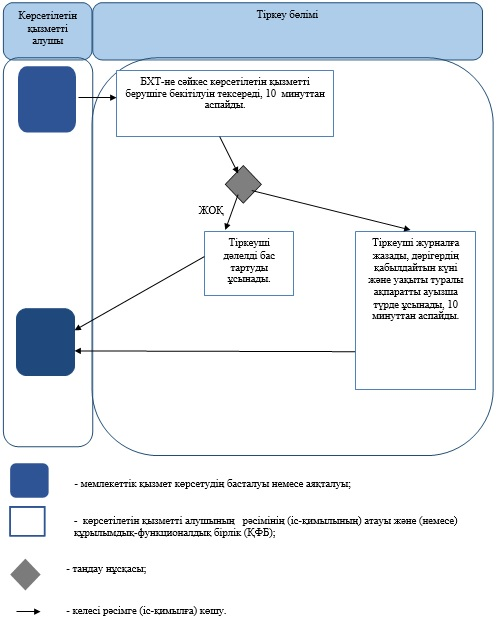 Көрсетілетін
қызметті
алушы
Тіркеу бөлімі
БХТ-не сәйкес көрсетілетін қызметті
берушіге бекітілуін тексереді, 10 минуттан
аспайды.
ЖОҚ
Тіркеуші
дәлелді бас
тартуды
ұсынады.
Тіркеуші журналға
жазады, дәрігердің
қабылдайтын күні
және уақыты туралы
ақпаратты ауызша
түрде ұсынады, 10
минуттан аспайды.
- мемлекеттік қызмет көрсетудің басталуы немесе аяқталуы;
- көрсетілетін қызметті алушының рәсімінің (іс-қимылының) атауы және (немесе)
құрылымдық-функционалдық бірлік (ҚФБ);
- таңдау нұсқасы;
- келесі рәсімге (іс-қимылға) көшу.